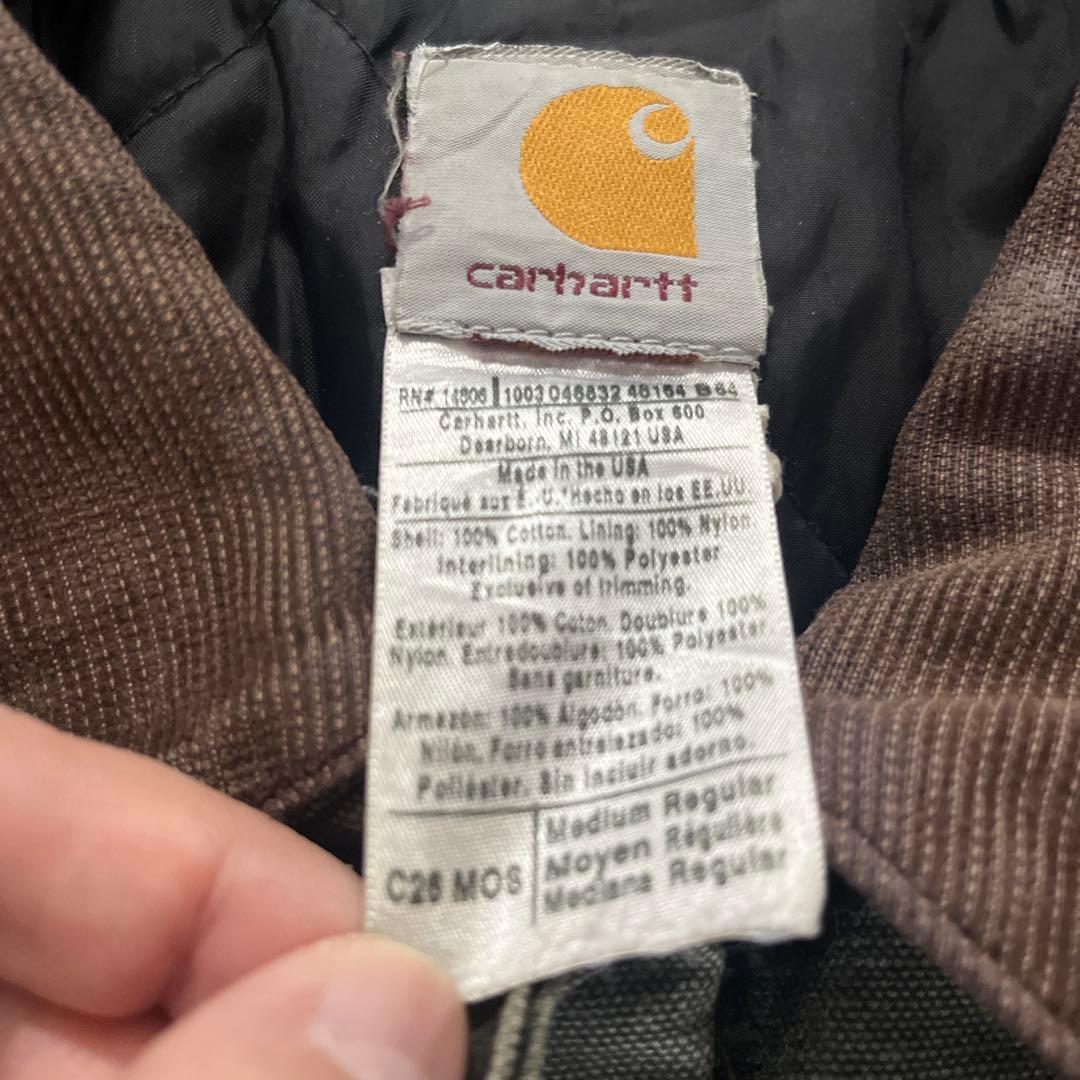 carhartt
RN# 14806 1003 046832 48164 B 64
Carhartt, Inc. P.O. Box 600
Dearborn, MI 48121 USA
Made in the USA
Fabriqué aux E.-U./Hecho en los EE.UU
Shell: 100% Cotton. Lining: 100% Nylon.
Interlining: 100% Polyester
Exclusive of trimming.
Extérieur 100% Coton. Doublure 100%
Nylon. Entredoublure: 100% Polyester
Sans garniture.
Armazón: 100% Algodón. Forro: 100%
Nilón. Forro entrelazado: 100%
Poliéster. Sin incluir adorno.
C26 MOS
Medium Regular
Moyen Régulière
Mediana Regular